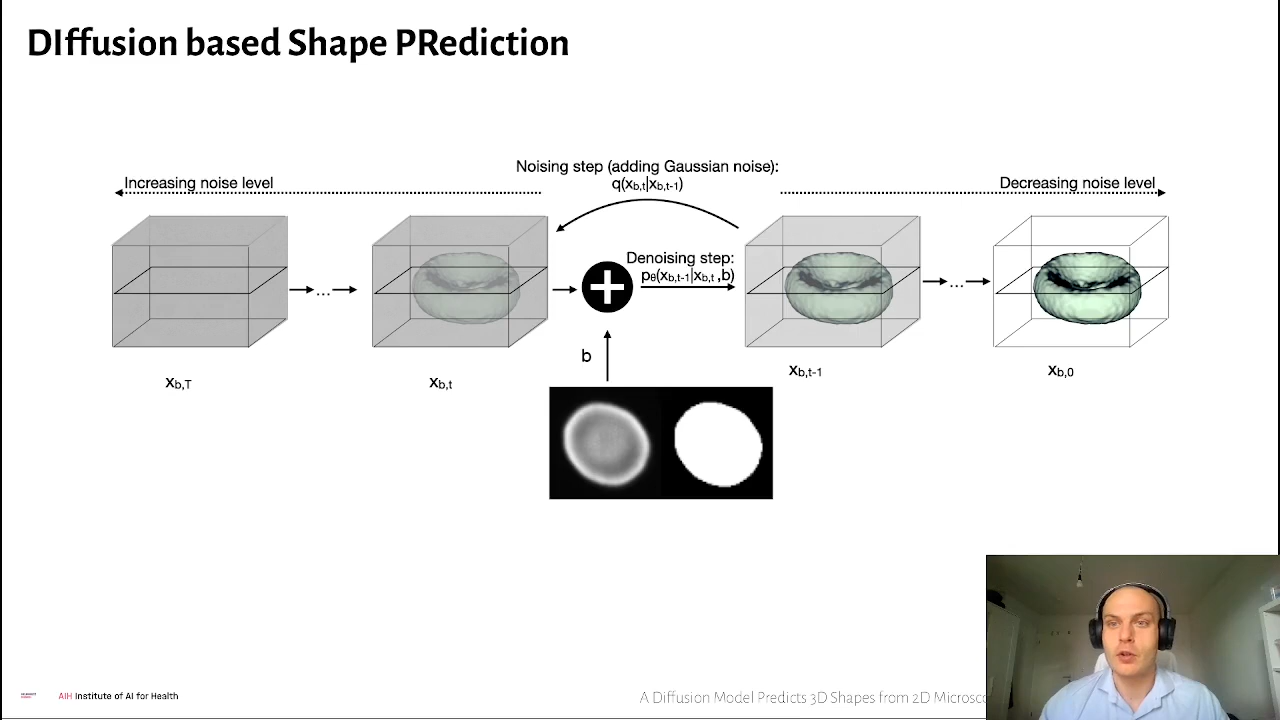 DIffusion based Shape PRediction
Noising step (adding Gaussian noise):
q(xb,t|xb,t-1)
Increasing noise level
Decreasing noise level
Denoising step:
pθ(xb,t-1|xb,t ,b)
...
...
b
xb,T
xb,t
xb,t-1
xb,0
AIH Institute of AI for Health
A Diffusion Model Predicts 3D Shapes from 2D